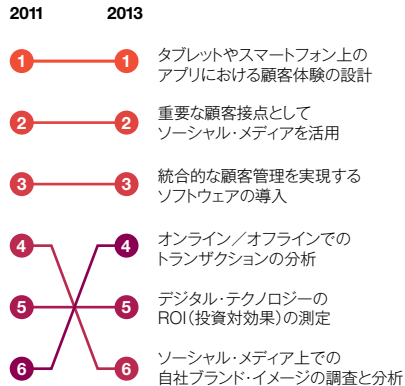 2011 2013
1 1 タブレットやスマートフォン上の
アプリにおける顧客体験の設計
2 2 重要な顧客接点として
ソーシャル・メディアを活用
3 3 統合的な顧客管理を実現する
ソフトウェアの導入
4 4 オンライン／オフラインでの
トランザクションの分析
5 5 デジタル・テクノロジーの
ROI（投資対効果）の測定
6 6 ソーシャル・メディア上での
自社ブランド・イメージの調査と分析